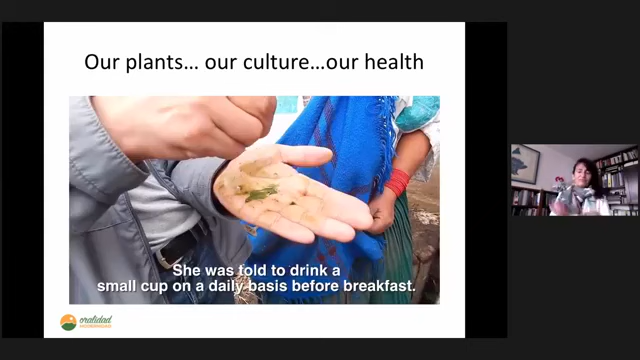 Our plants… our culture…our health
She was told to drink a
small cup on a daily basis before breakfast.
oralidad
MODERNIDAD